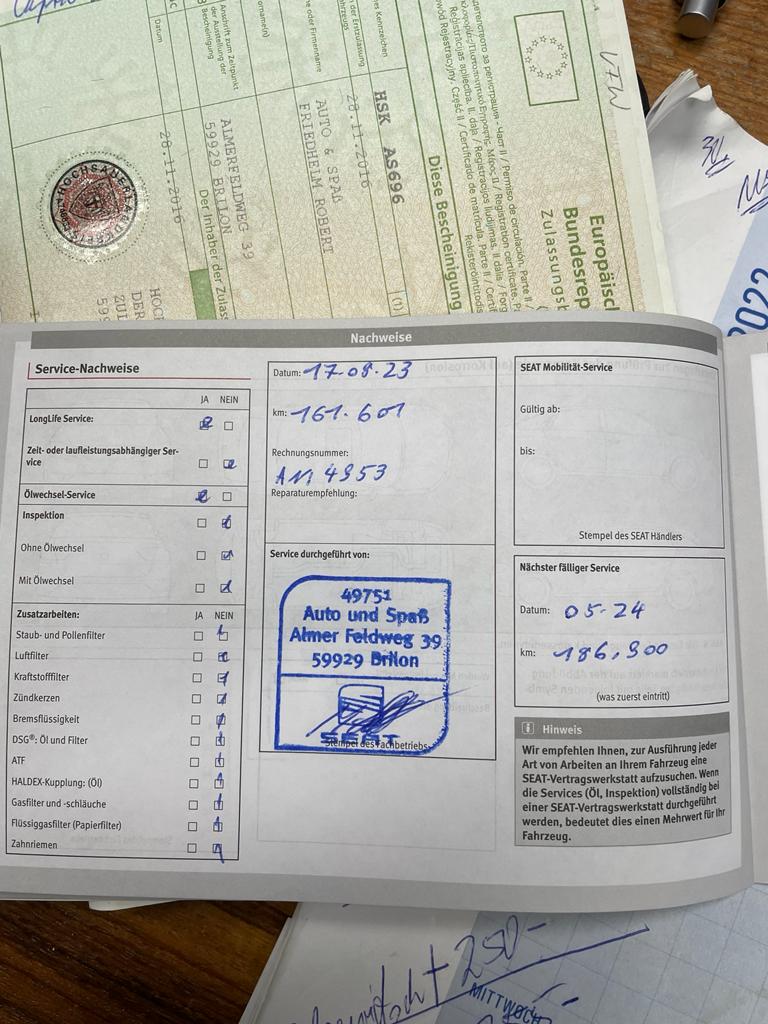 VFW
Europäisc
Bundesrep
Zulassungsb
Diese Bescheinigung
HSK AS696
28.11.2016
AUTO & SPAß
FRIEDHELM ROBERT
ALMERFELDWEG 39
59929 BRILON
Der Inhaber der Zulass
28.11.2016
Datum
HOCHSAUERLANDKREIS
Nachweise
Service-Nachweise
JA NEIN
LongLife Service:
Zeit- oder laufleistungsabhängiger Ser-
vice
Ölwechsel-Service
Inspektion
Ohne Ölwechsel
Mit Ölwechsel
Zusatzarbeiten: JA NEIN
Staub- und Pollenfilter
Luftfilter
Kraftstofffilter
Zündkerzen
Bremsflüssigkeit
DSG®: Öl und Filter
ATF
HALDEX-Kupplung: (Öl)
Gasfilter und -schläuche
Flüssiggasfilter (Papierfilter)
Zahnriemen
Datum: 17.08.23
km: 161.601
Rechnungsnummer:
AM 4953
Reparaturempfehlung:
Service durchgeführt von:
49751
Auto und Spaß
Almer Feldweg 39
59929 Brilon
SEAT
Stempel des Fachbetriebs
SEAT Mobilität-Service
Gültig ab:
bis:
Stempel des SEAT Händlers
Nächster fälliger Service
Datum: 05-24
km: 186,900
(was zuerst eintritt)
Hinweis
Wir empfehlen Ihnen, zur Ausführung jeder
Art von Arbeiten an Ihrem Fahrzeug eine
SEAT-Vertragswerkstatt aufzusuchen. Wenn
die Services (Öl, Inspektion) vollständig bei
einer SEAT-Vertragswerkstatt durchgeführt
werden, bedeutet dies einen Mehrwert für Ihr
Fahrzeug.
2022
250-
MITTWOCH